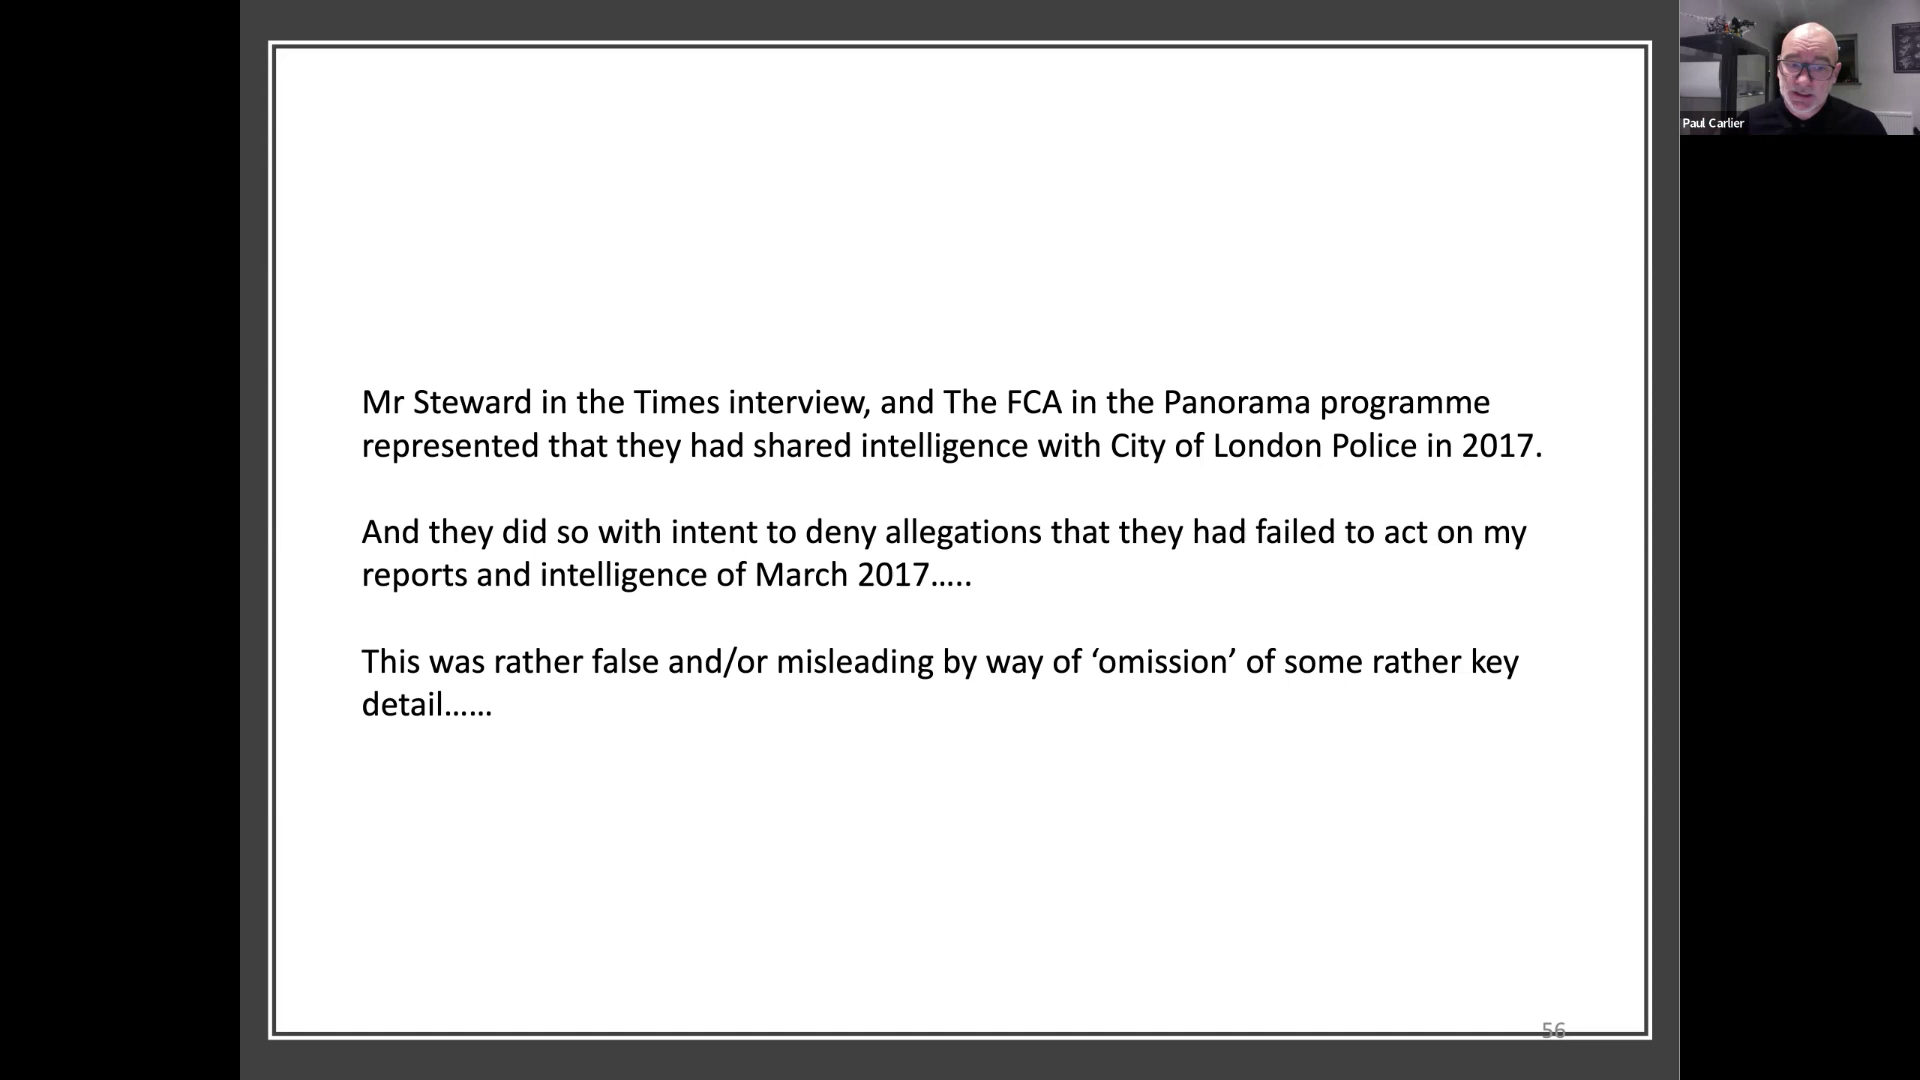 Mr Steward in the Times interview, and The FCA in the Panorama programme
represented that they had shared intelligence with City of London Police in 2017.
And they did so with intent to deny allegations that they had failed to act on my
reports and intelligence of March 2017…..
This was rather false and/or misleading by way of ‘omission’ of some rather key
detail……
56
Paul Carlier